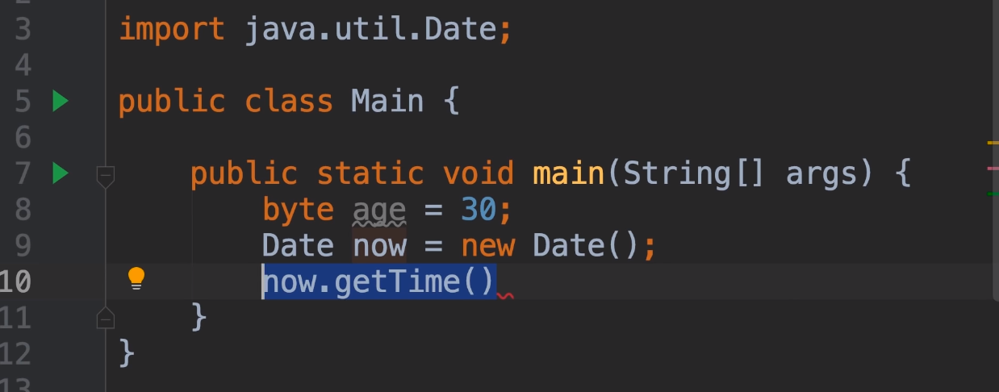 3 import java.util.Date;
4
5 public class Main {
6
7     public static void main(String[] args) {
8         byte age = 30;
9         Date now = new Date();
10         now.getTime()
11     }
12 }
13